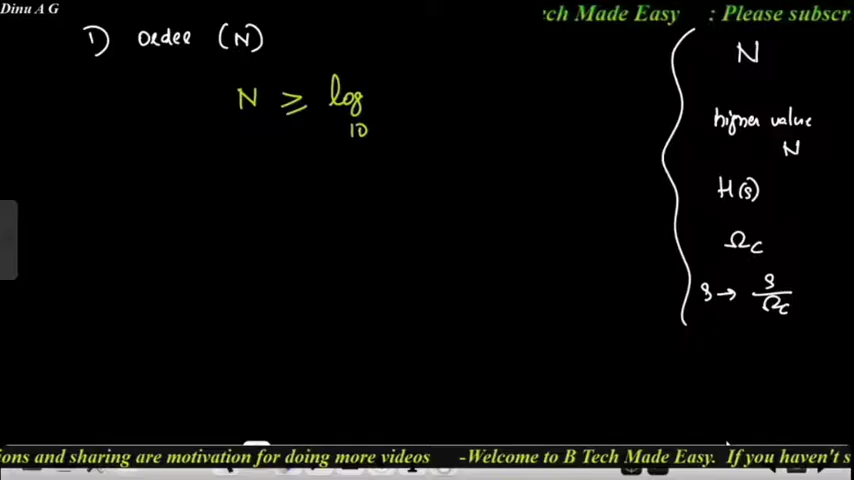 Dinu A G
ch Made Easy : Please subscr
1) order (N)
N ≥ log
10
N
higher value
N
H(s)
Ωc
s → s/Ωc
ions and sharing are motivation for doing more videos -Welcome to B Tech Made Easy. If you haven't s